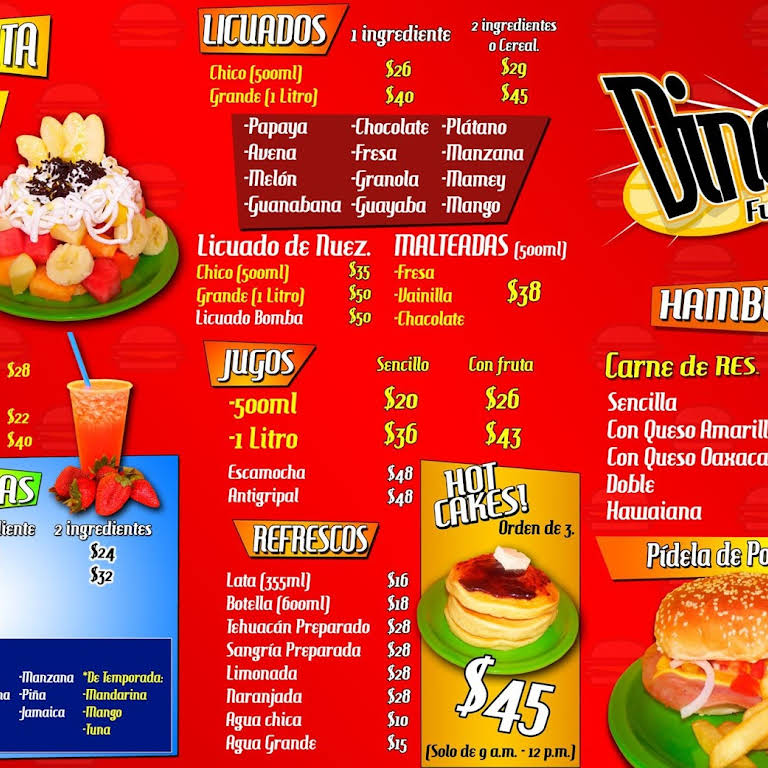 TA
$28
$22
$40
AS
2 ingredientes
$24
$32
-Manzana
-Piña
-Jamaica
*De Temporada:
-Mandarina
-Mango
-Tuna
LICUADOS
1 ingrediente
2 ingredientes
o Cereal.
Chico (500ml) $26 $29
Grande (1 Litro) $40 $45
-Papaya -Chocolate -Plátano
-Avena -Fresa -Manzana
-Melón -Granola -Mamey
-Guanabana -Guayaba -Mango
Licuado de Nuez.
Chico (500ml) $35
Grande (1 Litro) $50
Licuado Bomba $50
MALTEADAS (500ml)
-Fresa
-Vainilla $38
-Chacolate
JUGOS Sencillo Con fruta
-500ml $20 $26
-1 Litro $36 $43
Escamocha $48
Antigripal $48
REFRESCOS
Lata (355ml) $16
Botella (600ml) $18
Tehuacán Preparado $28
Sangría Preparada $28
Limonada $28
Naranjada $28
Agua chica $10
Agua Grande $15
HOT
CAKES!
Orden de 3.
$45
(Solo de 9 a.m. - 12 p.m.)
Din
Fu
HAMBU
Carne de RES.
Sencilla
Con Queso Amarill
Con Queso Oaxaca
Doble
Hawaiana
Pídela de Po